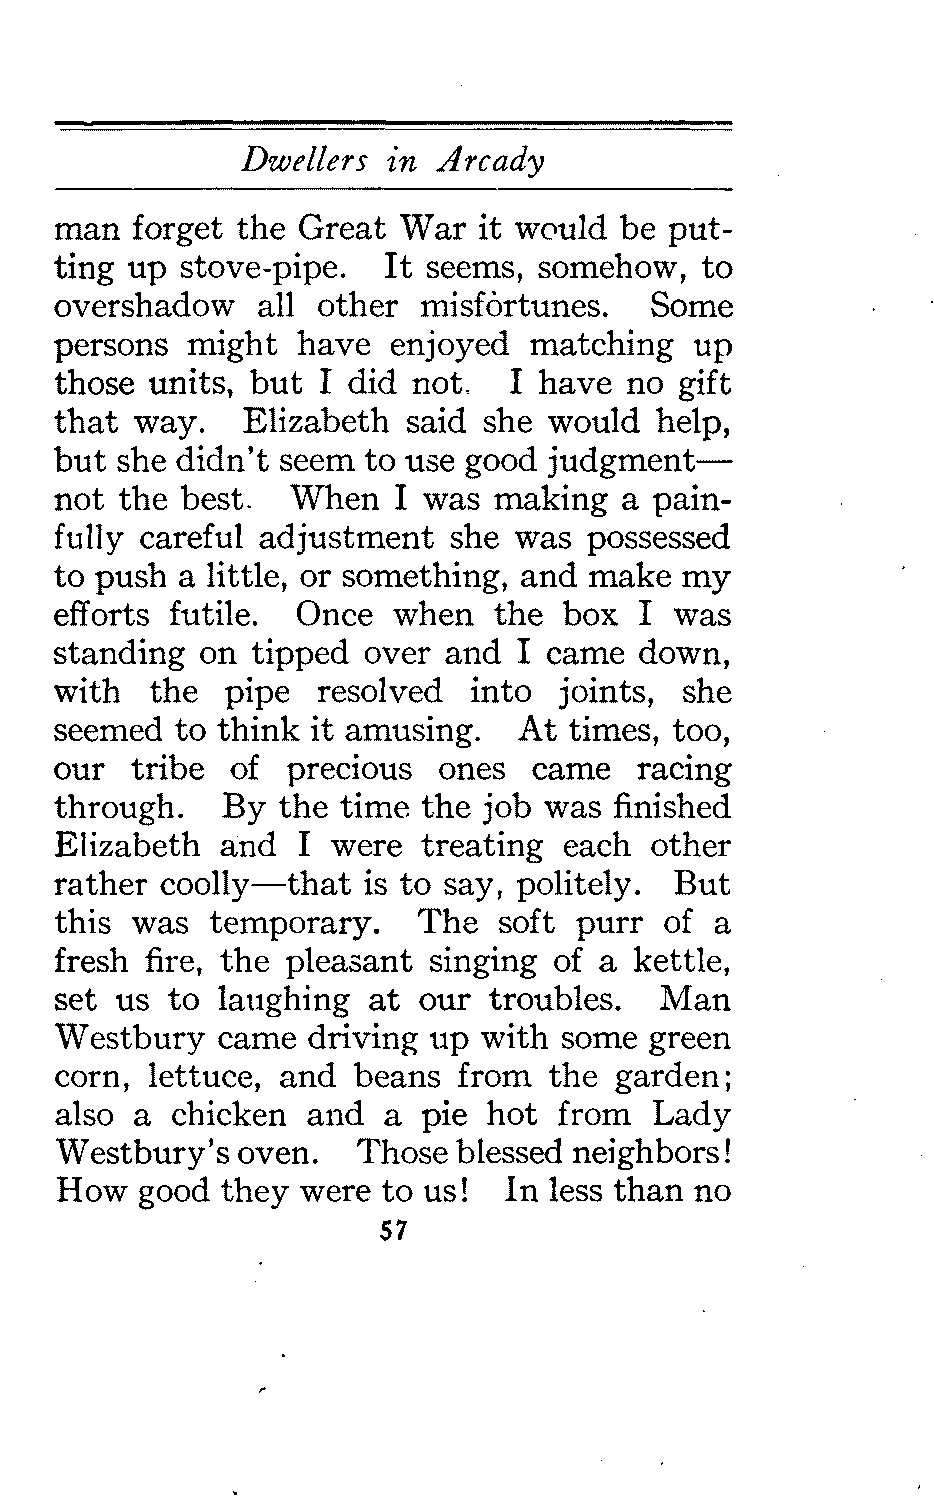 Dwellers in Arcady
man forget the Great War it would be put-
ting up stove-pipe. It seems, somehow, to
overshadow all other misfortunes. Some
persons might have enjoyed matching up
those units, but I did not. I have no gift
that way. Elizabeth said she would help,
but she didn't seem to use good judgment—
not the best. When I was making a pain-
fully careful adjustment she was possessed
to push a little, or something, and make my
efforts futile. Once when the box I was
standing on tipped over and I came down,
with the pipe resolved into joints, she
seemed to think it amusing. At times, too,
our tribe of precious ones came racing
through. By the time the job was finished
Elizabeth and I were treating each other
rather coolly—that is to say, politely. But
this was temporary. The soft purr of a
fresh fire, the pleasant singing of a kettle,
set us to laughing at our troubles. Man
Westbury came driving up with some green
corn, lettuce, and beans from the garden;
also a chicken and a pie hot from Lady
Westbury's oven. Those blessed neighbors!
How good they were to us! In less than no
57